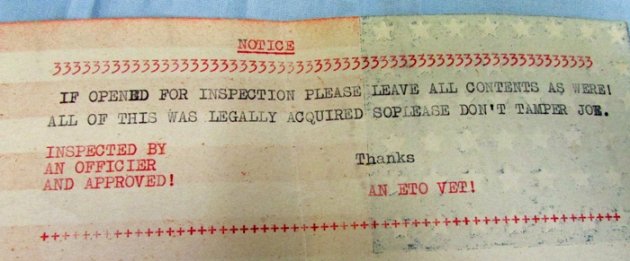 NOTICE
333333333333333333333333333333333333333333333333333333
IF OPENED FOR INSPECTION PLEASE LEAVE ALL CONTENTS AS WERE!
ALL OF THIS WAS LEGALLY ACQUIRED SOPLEASE DON'T TAMPER JOE.
INSPECTED BY
AN OFFICIER
AND APPROVED!
Thanks
AN ETO VET!
++++++++++++++++++++++++++++++++++++++++++++++++++++++++++